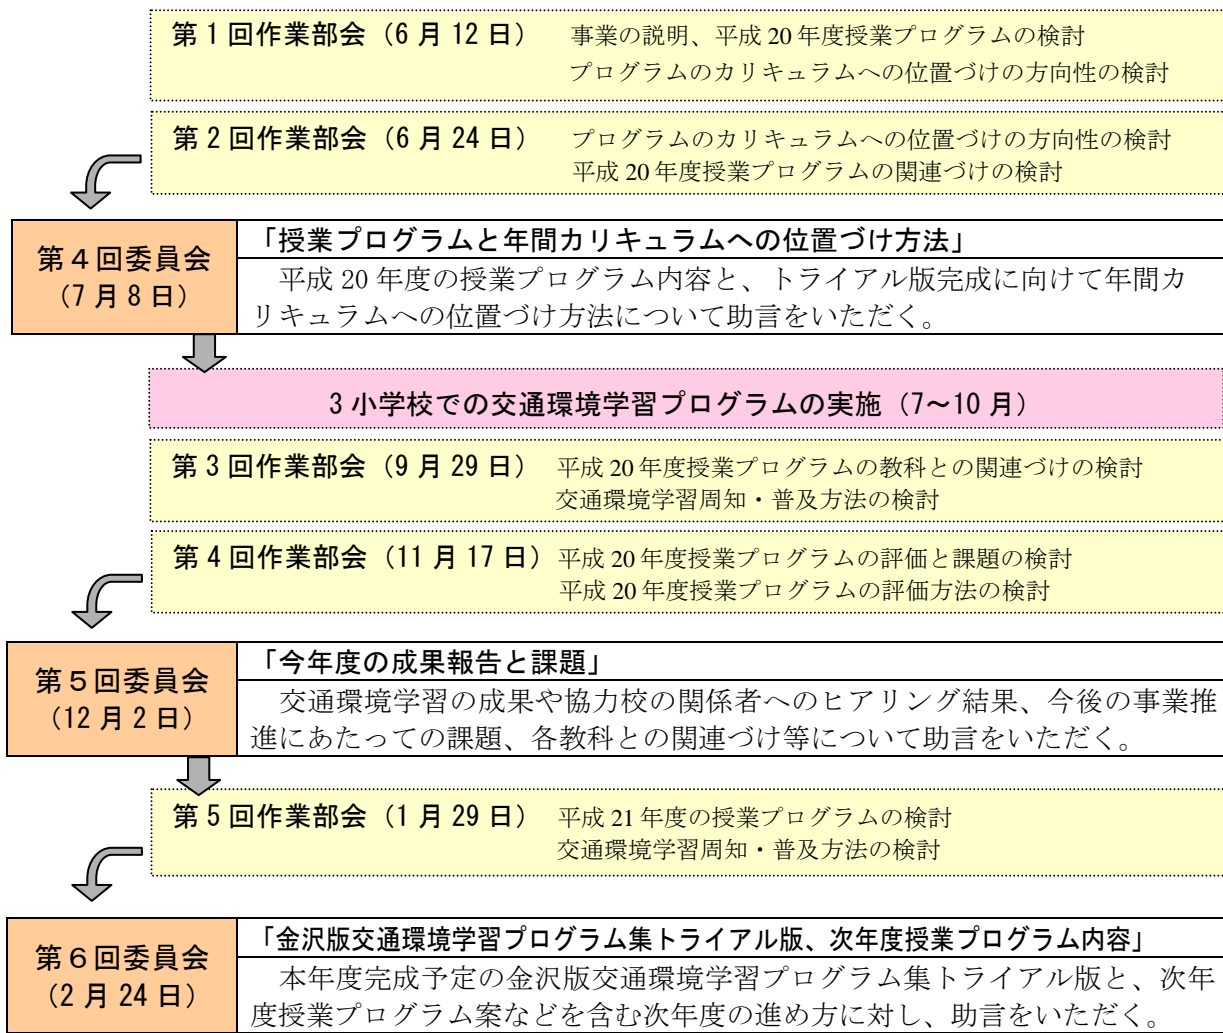 第1回作業部会（6月12日） 事業の説明、平成20年度授業プログラムの検討
プログラムのカリキュラムへの位置づけの方向性の検討
第2回作業部会（6月24日） プログラムのカリキュラムへの位置づけの方向性の検討
平成20年度授業プログラムの関連づけの検討
第４回委員会
（7月8日）
「授業プログラムと年間カリキュラムへの位置づけ方法」
平成20年度の授業プログラム内容と、トライアル版完成に向けて年間カ
リキュラムへの位置づけ方法について助言をいただく。
3小学校での交通環境学習プログラムの実施（7～10月）
第3回作業部会（9月29日） 平成20年度授業プログラムの教科との関連づけの検討
交通環境学習周知・普及方法の検討
第4回作業部会（11月17日） 平成20年度授業プログラムの評価と課題の検討
平成20年度授業プログラムの評価方法の検討
第５回委員会
（12月2日）
「今年度の成果報告と課題」
交通環境学習の成果や協力校の関係者へのヒアリング結果、今後の事業推
進にあたっての課題、各教科との関連づけ等について助言をいただく。
第5回作業部会（1月29日） 平成21年度の授業プログラムの検討
交通環境学習周知・普及方法の検討
第６回委員会
（2月24日）
「金沢版交通環境学習プログラム集トライアル版、次年度授業プログラム内容」
本年度完成予定の金沢版交通環境学習プログラム集トライアル版と、次年
度授業プログラム案などを含む次年度の進め方に対し、助言をいただく。